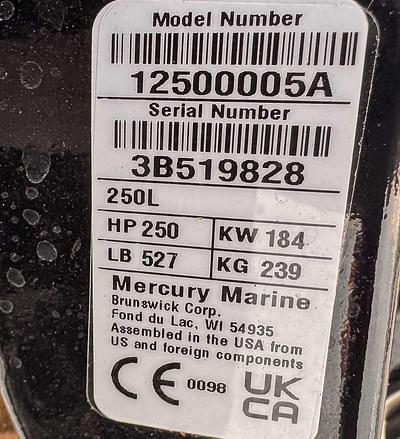 Model Number
12500005A
Serial Number
3B519828
250L
HP 250 KW 184
LB 527 KG 239
Mercury Marine
Brunswick Corp.
Fond du Lac, WI 54935
Assembled in the USA from
US and foreign components
CE 0098 UK
CA